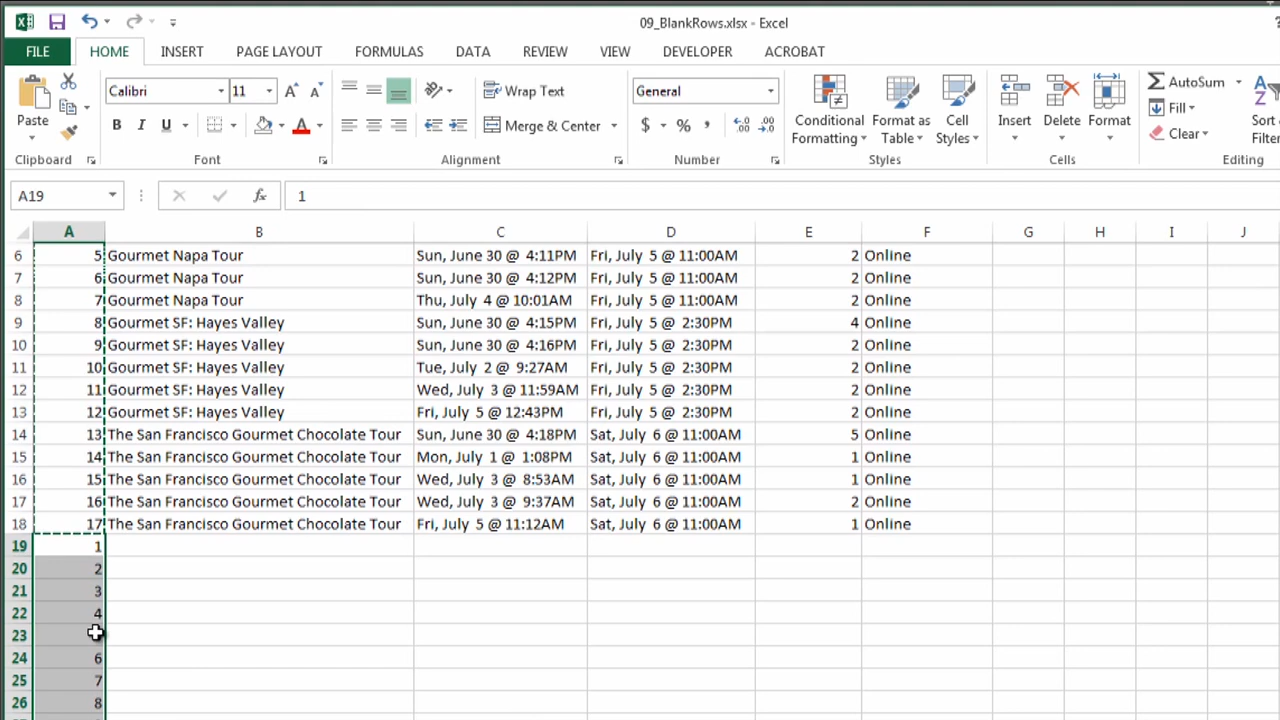 09_BlankRows.xlsx - Excel
?
FILE HOME INSERT PAGE LAYOUT FORMULAS DATA REVIEW VIEW DEVELOPER ACROBAT
Paste
Calibri 11
B I U A
Wrap Text
Merge & Center
General
$ % ,
Conditional Formatting
Format as Table
Cell Styles
Insert
Delete
Format
AutoSum
Fill
Clear
Sort
Filter
Clipboard Font Alignment Number Styles Cells Editing
A19 fx 1
A B C D E F G H I J
6 5 Gourmet Napa Tour Sun, June 30 @ 4:11PM Fri, July 5 @ 11:00AM 2 Online
7 6 Gourmet Napa Tour Sun, June 30 @ 4:12PM Fri, July 5 @ 11:00AM 2 Online
8 7 Gourmet Napa Tour Thu, July 4 @ 10:01AM Fri, July 5 @ 11:00AM 2 Online
9 8 Gourmet SF: Hayes Valley Sun, June 30 @ 4:15PM Fri, July 5 @ 2:30PM 4 Online
10 9 Gourmet SF: Hayes Valley Sun, June 30 @ 4:16PM Fri, July 5 @ 2:30PM 2 Online
11 10 Gourmet SF: Hayes Valley Tue, July 2 @ 9:27AM Fri, July 5 @ 2:30PM 2 Online
12 11 Gourmet SF: Hayes Valley Wed, July 3 @ 11:59AM Fri, July 5 @ 2:30PM 2 Online
13 12 Gourmet SF: Hayes Valley Fri, July 5 @ 12:43PM Fri, July 5 @ 2:30PM 2 Online
14 13 The San Francisco Gourmet Chocolate Tour Sun, June 30 @ 4:18PM Sat, July 6 @ 11:00AM 5 Online
15 14 The San Francisco Gourmet Chocolate Tour Mon, July 1 @ 1:08PM Sat, July 6 @ 11:00AM 1 Online
16 15 The San Francisco Gourmet Chocolate Tour Wed, July 3 @ 8:53AM Sat, July 6 @ 11:00AM 1 Online
17 16 The San Francisco Gourmet Chocolate Tour Wed, July 3 @ 9:37AM Sat, July 6 @ 11:00AM 2 Online
18 17 The San Francisco Gourmet Chocolate Tour Fri, July 5 @ 11:12AM Sat, July 6 @ 11:00AM 1 Online
19 1
20 2
21 3
22 4
23
24 6
25 7
26 8